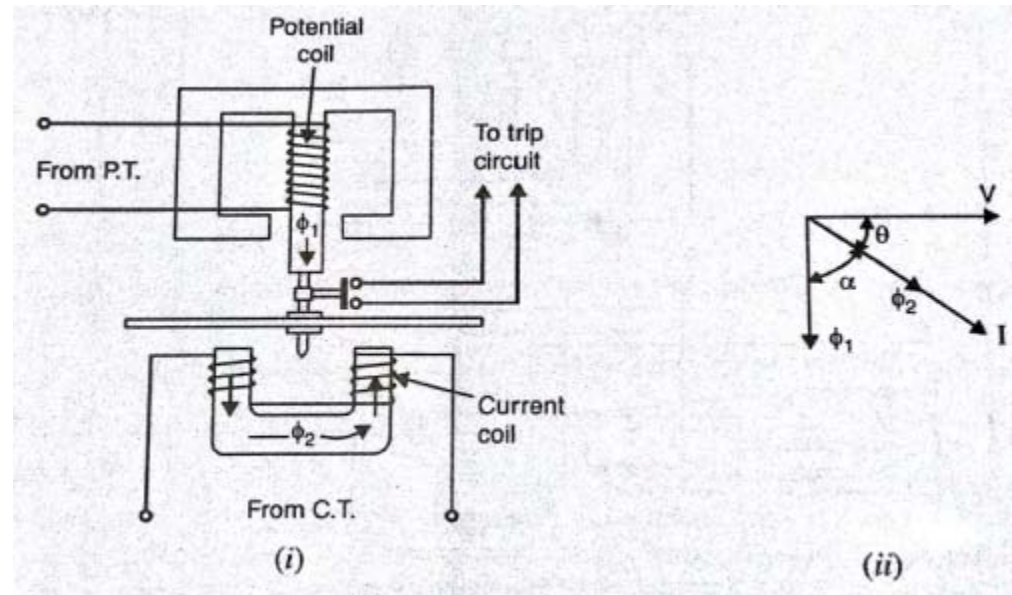 Potential
coil
To trip
circuit
From P.T.
ϕ₁
V
θ
α
ϕ₂
I
ϕ₁
Current
coil
ϕ₂
From C.T.
(i)
(ii)